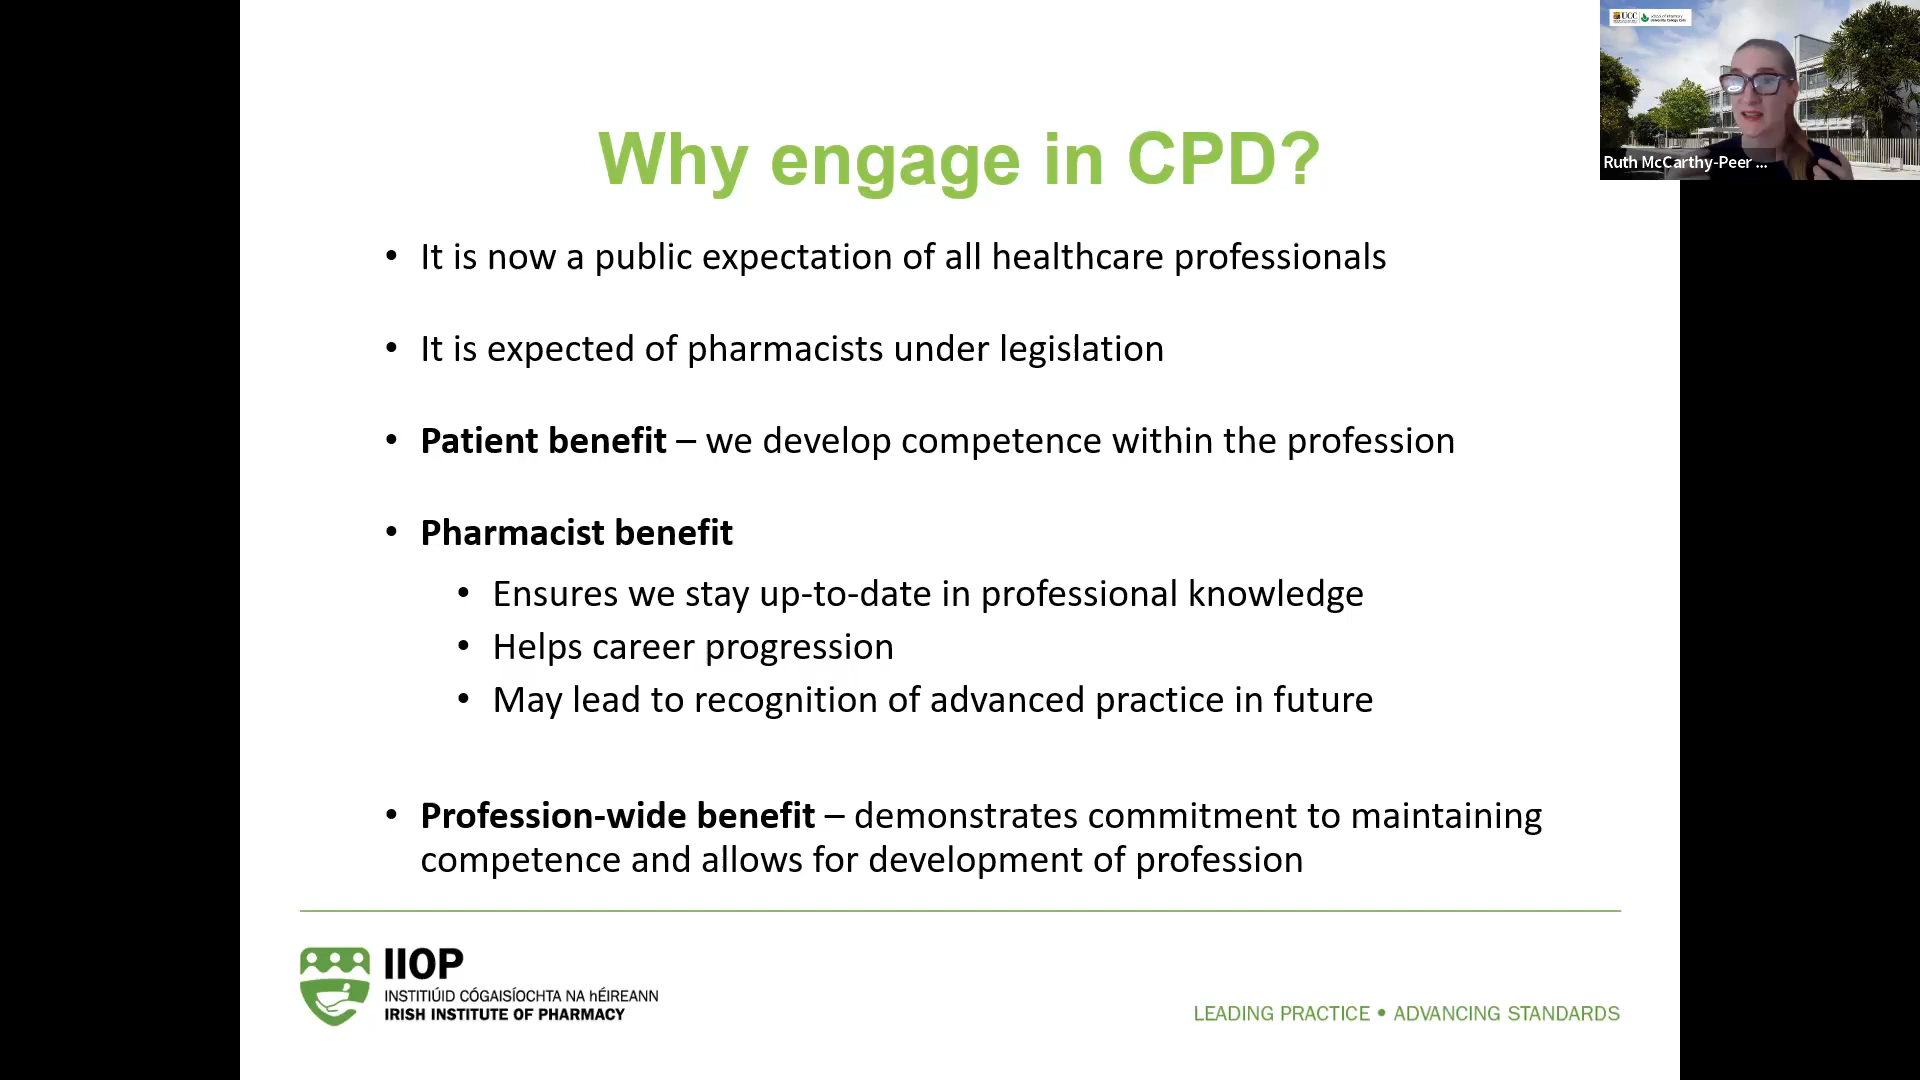 Why engage in CPD?
• It is now a public expectation of all healthcare professionals
• It is expected of pharmacists under legislation
• Patient benefit – we develop competence within the profession
• Pharmacist benefit
• Ensures we stay up-to-date in professional knowledge
• Helps career progression
• May lead to recognition of advanced practice in future
• Profession-wide benefit – demonstrates commitment to maintaining
competence and allows for development of profession
IIOP
INSTITIÚID CÓGAISÍOCHTA NA hÉIREANN
IRISH INSTITUTE OF PHARMACY
LEADING PRACTICE • ADVANCING STANDARDS
UCC
Ruth McCarthy-Peer ...